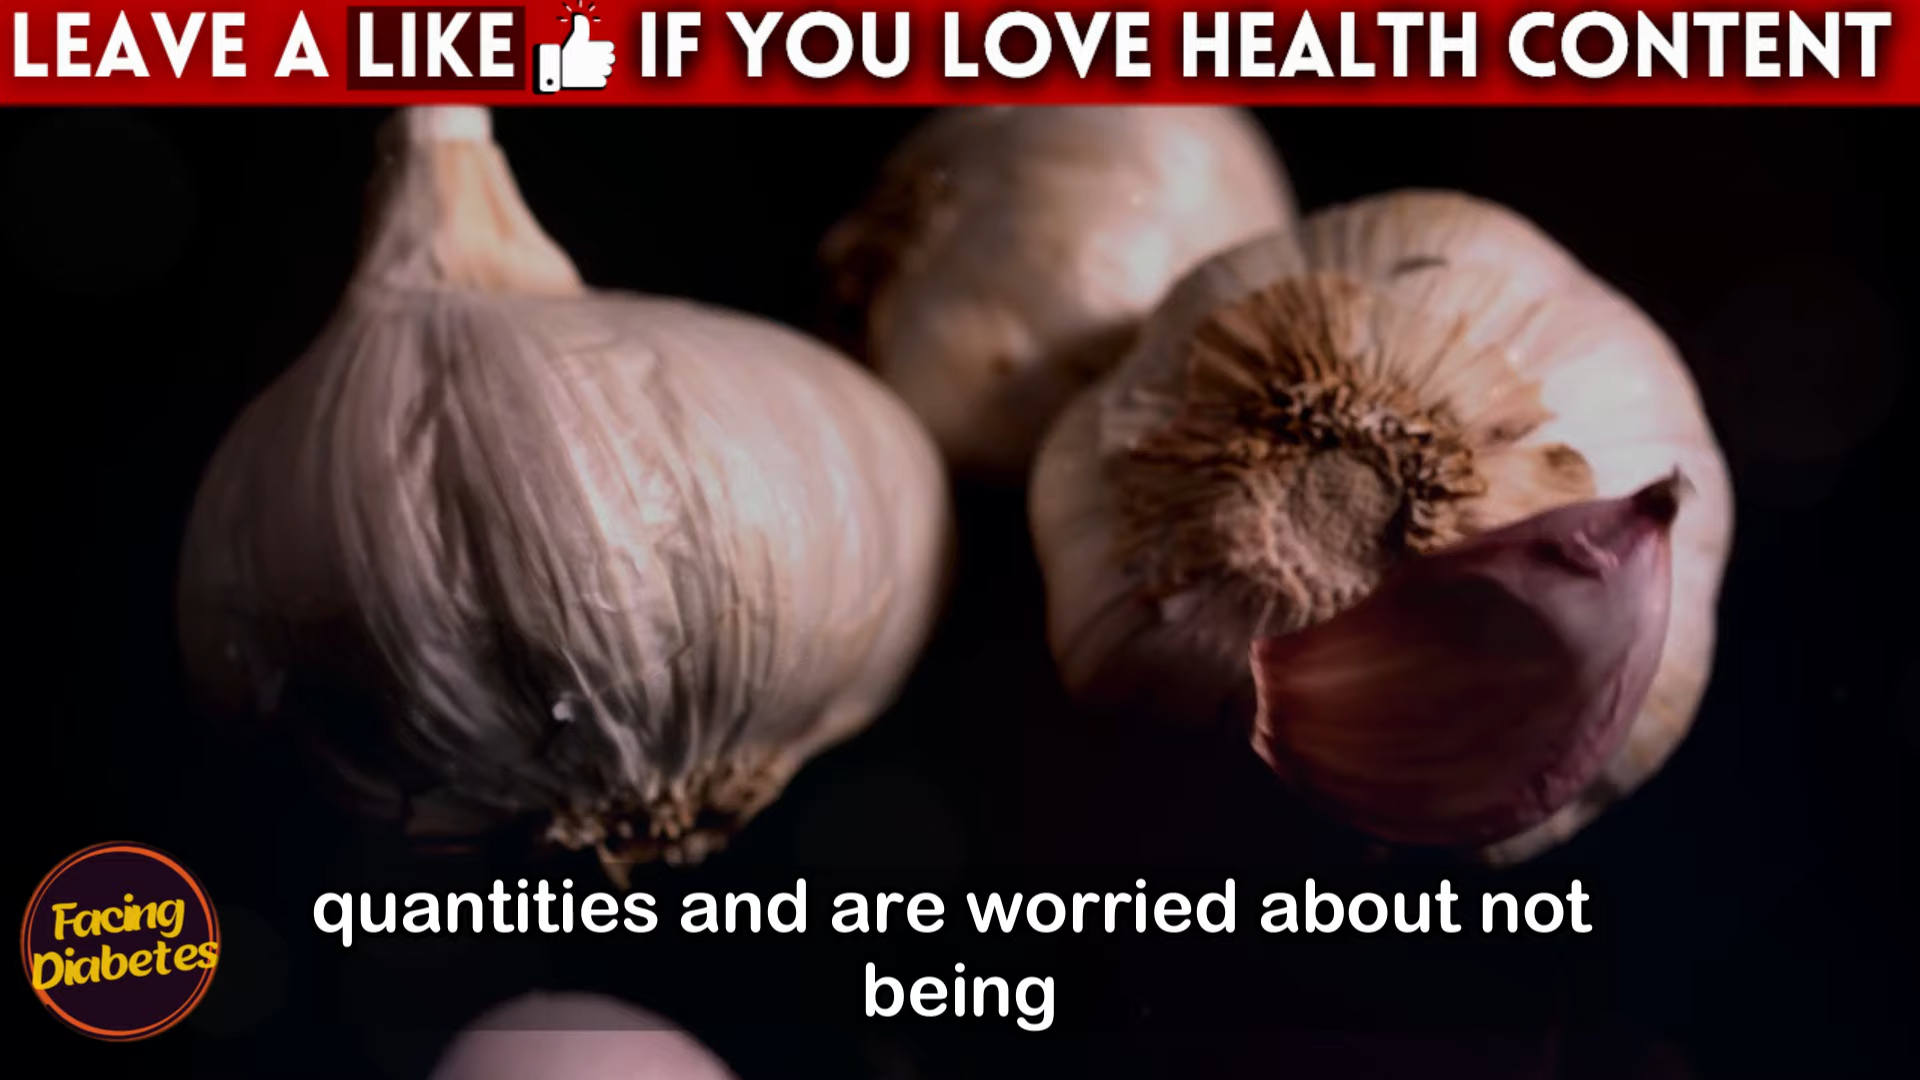 LEAVE A LIKE IF YOU LOVE HEALTH CONTENT
quantities and are worried about not
being
Facing
Diabetes